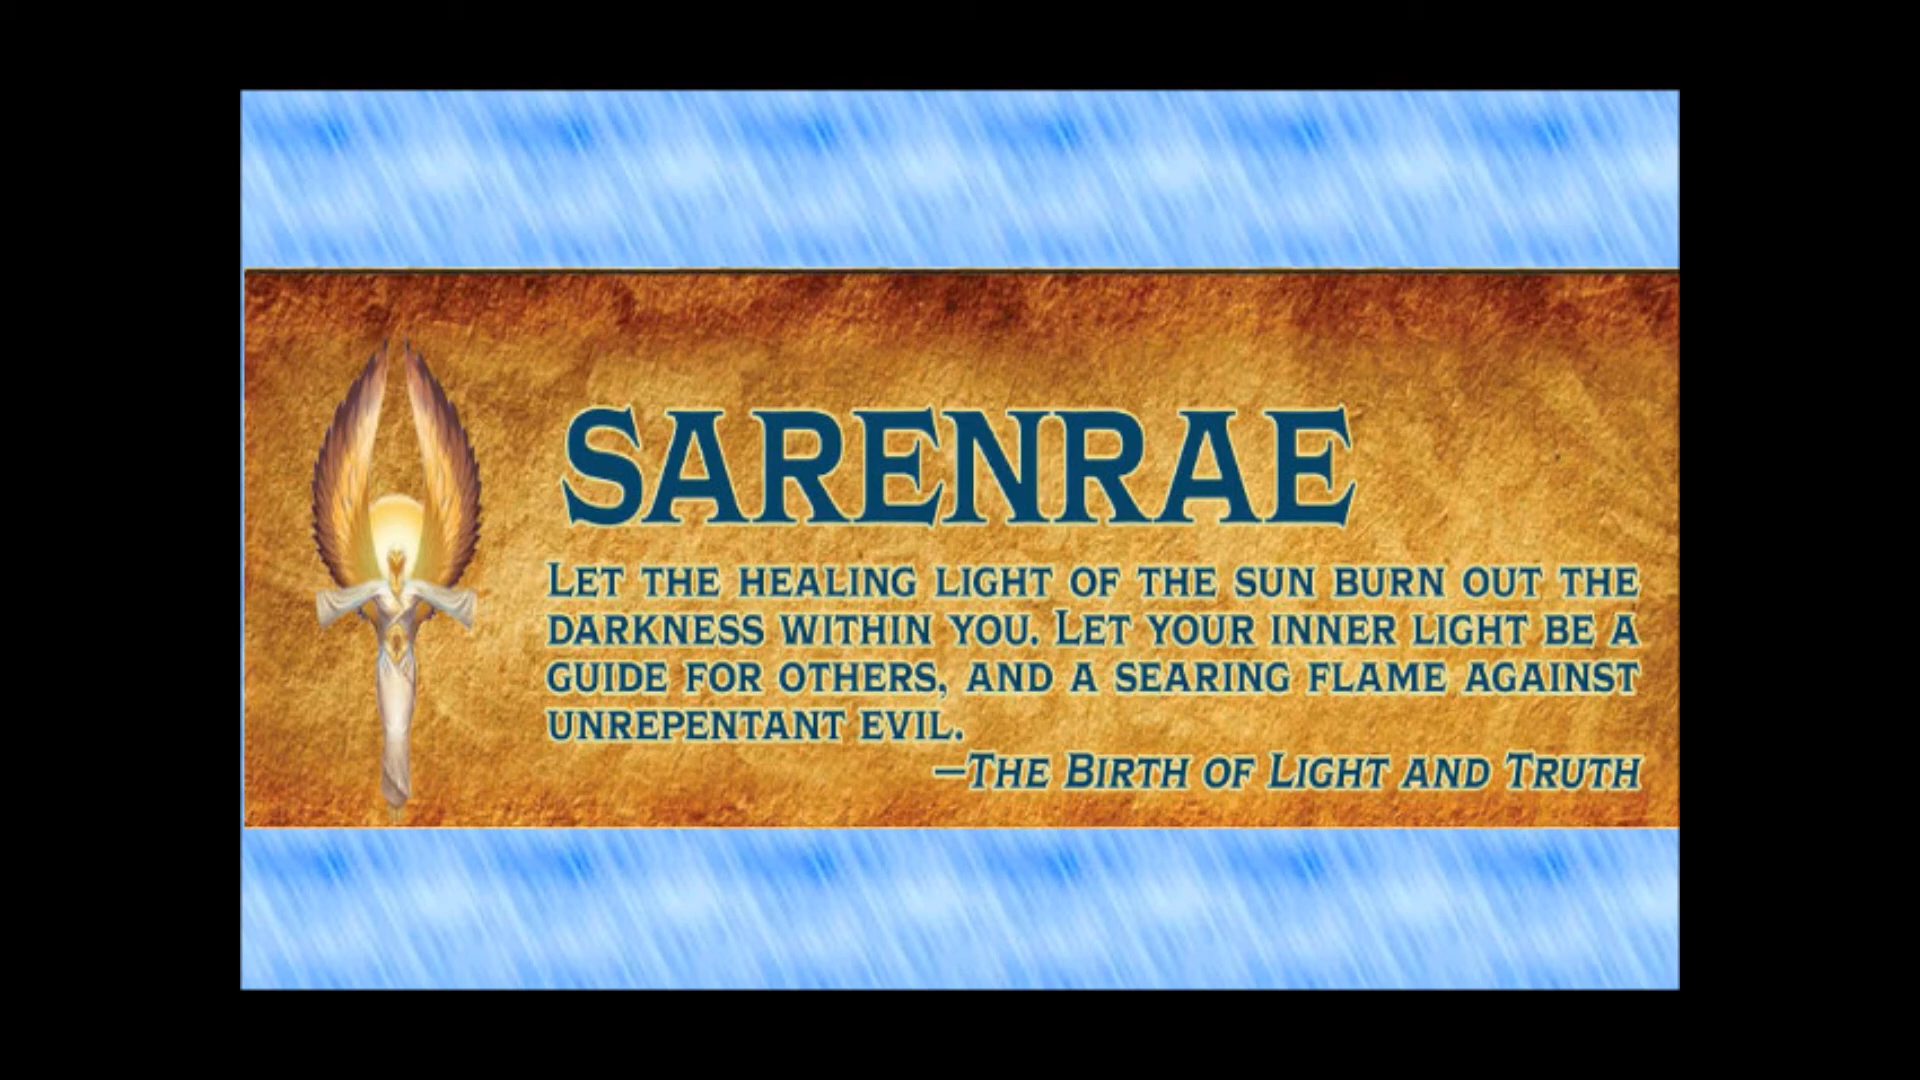 SARENRAE
LET THE HEALING LIGHT OF THE SUN BURN OUT THE
DARKNESS WITHIN YOU. LET YOUR INNER LIGHT BE A
GUIDE FOR OTHERS, AND A SEARING FLAME AGAINST
UNREPENTANT EVIL.
—THE BIRTH OF LIGHT AND TRUTH